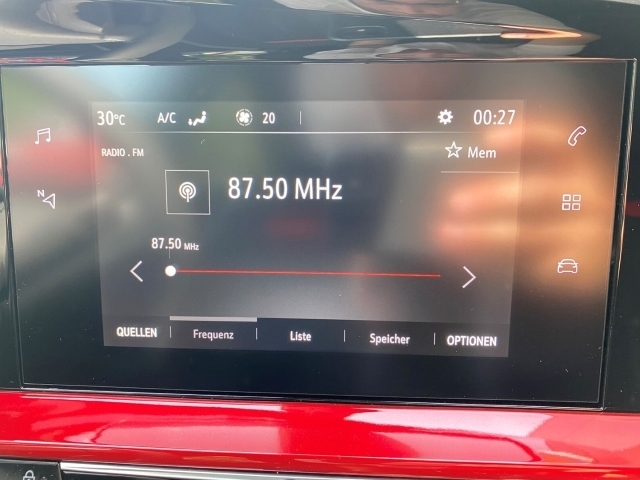 30°C A/C 20 00:27
RADIO . FM
Mem
N
87.50 MHz
87.50 MHz
QUELLEN Frequenz Liste Speicher OPTIONEN